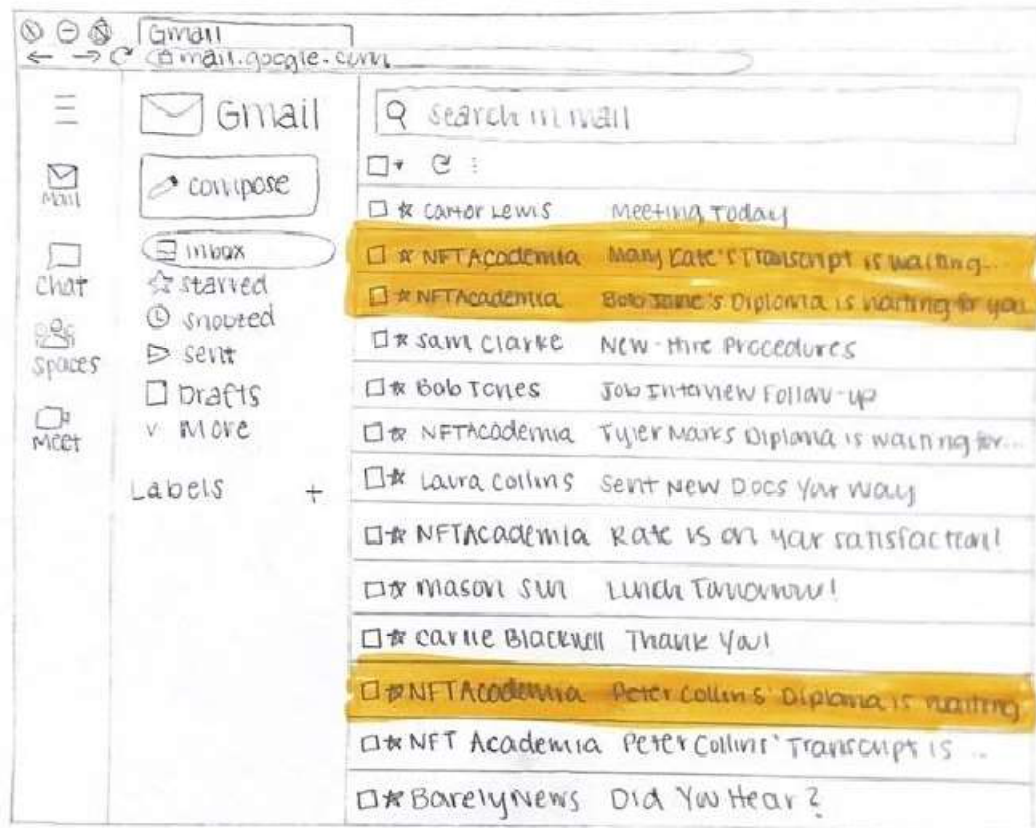 Gmail
mail.google.com
Gmail
Search in mail
Compose
Mail
Chat
Spaces
Meet
inbox
starred
snoozed
sent
Drafts
More
Labels +
Carter Lewis Meeting Today
NFTAcademia Mary Kate's Transcript is waiting...
NFTAcademia Bob Jane's Diploma is waiting for you
Sam Clarke New-Hire Procedures
Bob Jones Job Interview Follow-up
NFTAcademia Tyler Marks Diploma is waiting for...
Laura Collins Sent New Docs Your Way
NFTAcademia Rate is on your satisfaction!
Mason Sun Lunch Tomorrow!
Carlie Blackwell Thank You!
NFTAcademia Peter Collins' Diploma is waiting
NFT Academia Peter Collins' Transcript is ...
BarelyNews Did You Hear?